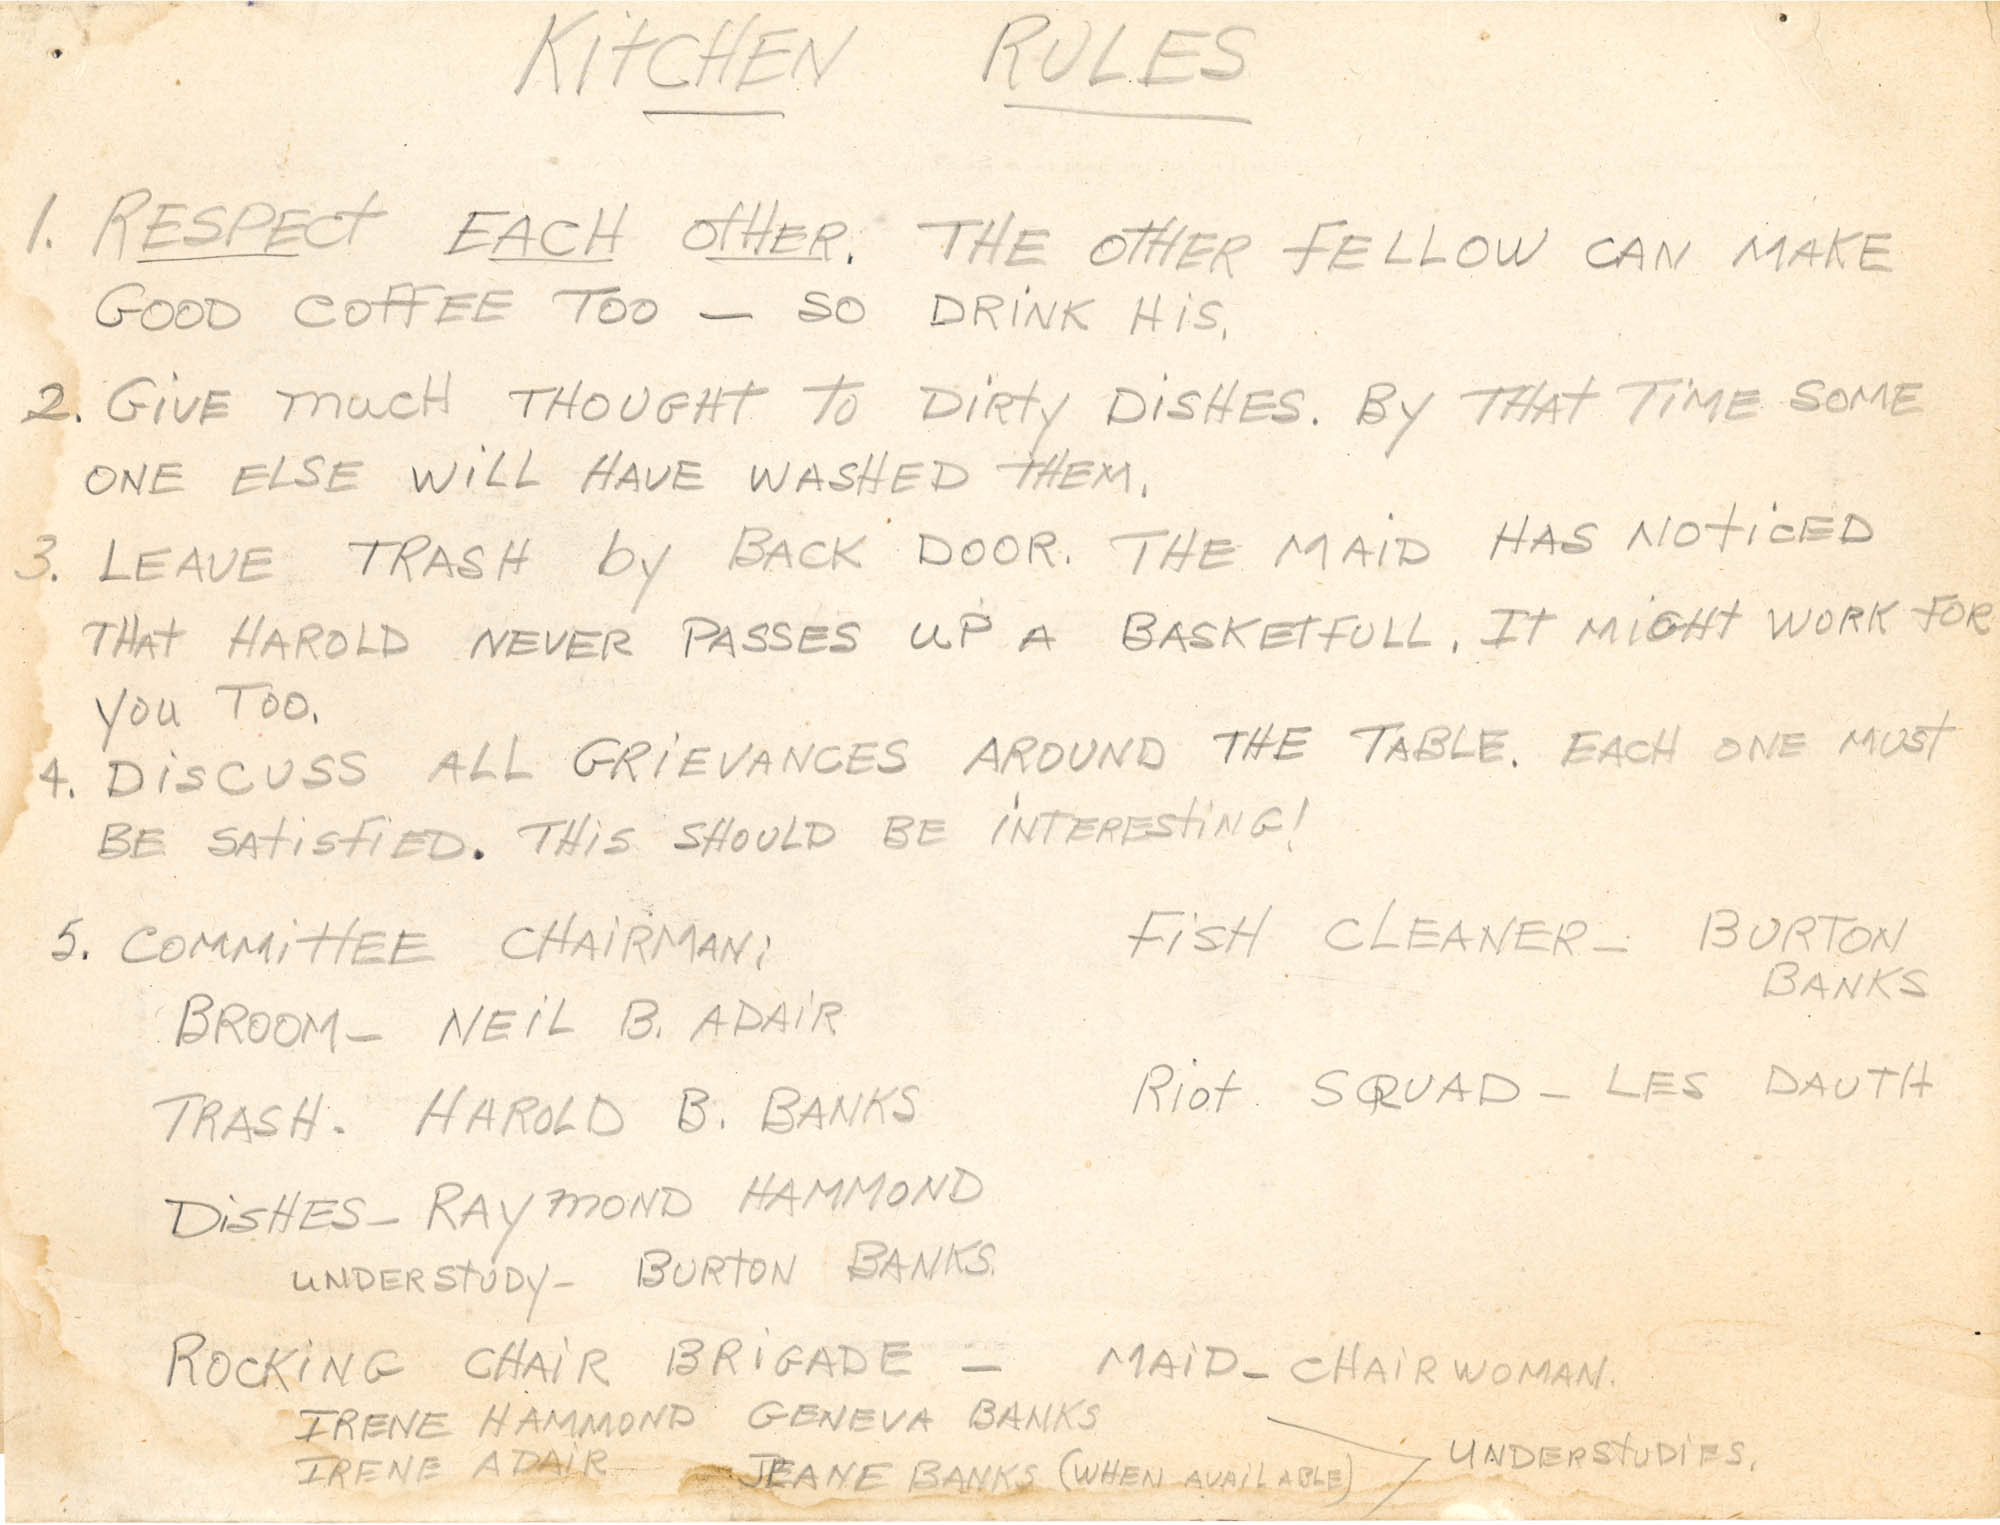 KitCHEN RULES
1. RESPECt EACH OtHER. THE OtHER FELLOW CAN MAKE
GOOD COFFEE TOO — SO DRiNK HiS.
2. GiVE mucH THOUGHt To DiRty DiSHES. By THAt TiME SOME
ONE ELSE WiLL HAVE WASHED tHEM.
3. LEAVE TRASH by BACK DOOR. THE MAiD HAS NOtiCED
THAt HAROLD NEVER PASSES UP A BASKEtFULL. It MiGHt WORK FOR
you Too.
4. DiSCUSS ALL GRiEVANCES AROUND THE TABLE. EACH ONE MUSt
BE SAtiSFiED. THiS SHOULD BE iNTEREStiNG!
5. COMMittEE CHAiRMAN:
BROOM— NEiL B. ADAiR
TRASH- HAROLD B. BANKS
DiSHES— RAymOND HAMMOND
UNDERStUDy— BURtON BANKS.
FiSH CLEANER— BURTON
BANKS
Riot SQUAD— LES DAUTH
ROCKiNG CHAiR BRiGADE — MAiD— CHAiRWOMAN.
IRENE HAMMOND GENEVA BANKS
IRENE ADAiR JEANE BANKS (WHEN AVAiLABLE)
UNDERStUDiES.